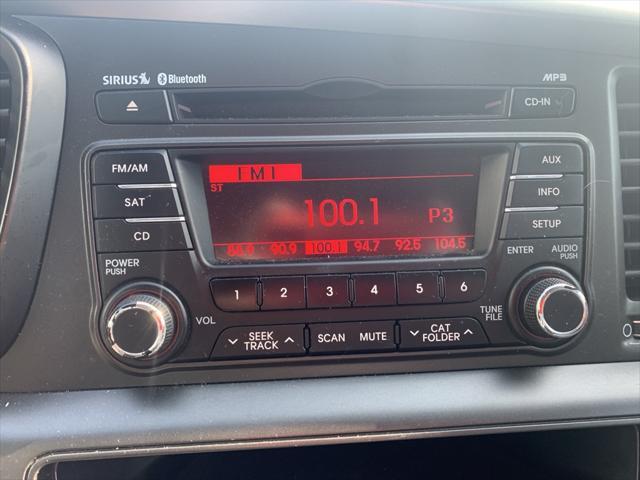 SIRIUS Bluetooth MP3
CD-IN
FM/AM
SAT
CD
FM1
ST
100.1 P3
88.9 90.9 100.1 94.7 92.5 104.5
AUX
INFO
SETUP
POWER
PUSH
ENTER
AUDIO
PUSH
1 2 3 4 5 6
VOL
TUNE
FILE
SEEK
TRACK
SCAN MUTE
CAT
FOLDER